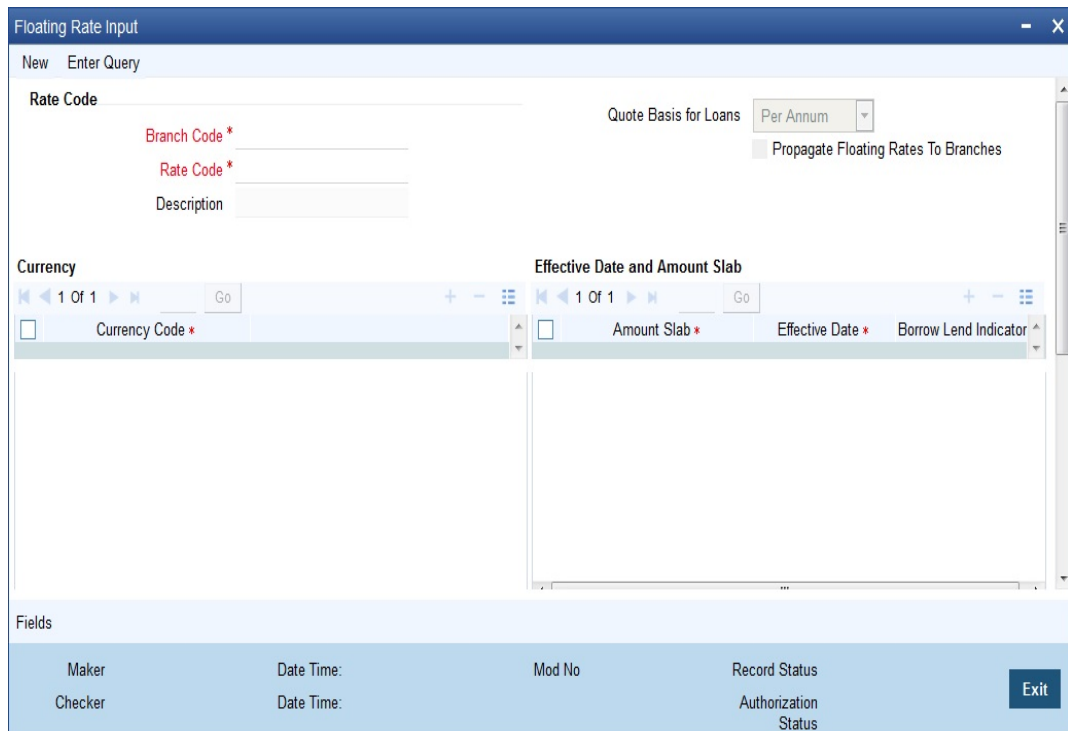 Floating Rate Input
New Enter Query
Rate Code
Branch Code *
Rate Code *
Description
Quote Basis for Loans Per Annum
Propagate Floating Rates To Branches
Currency
1 Of 1 Go
Currency Code *
Effective Date and Amount Slab
1 Of 1 Go
Amount Slab * Effective Date * Borrow Lend Indicator
Fields
Maker Date Time: Mod No Record Status
Checker Date Time: Authorization
Status
Exit